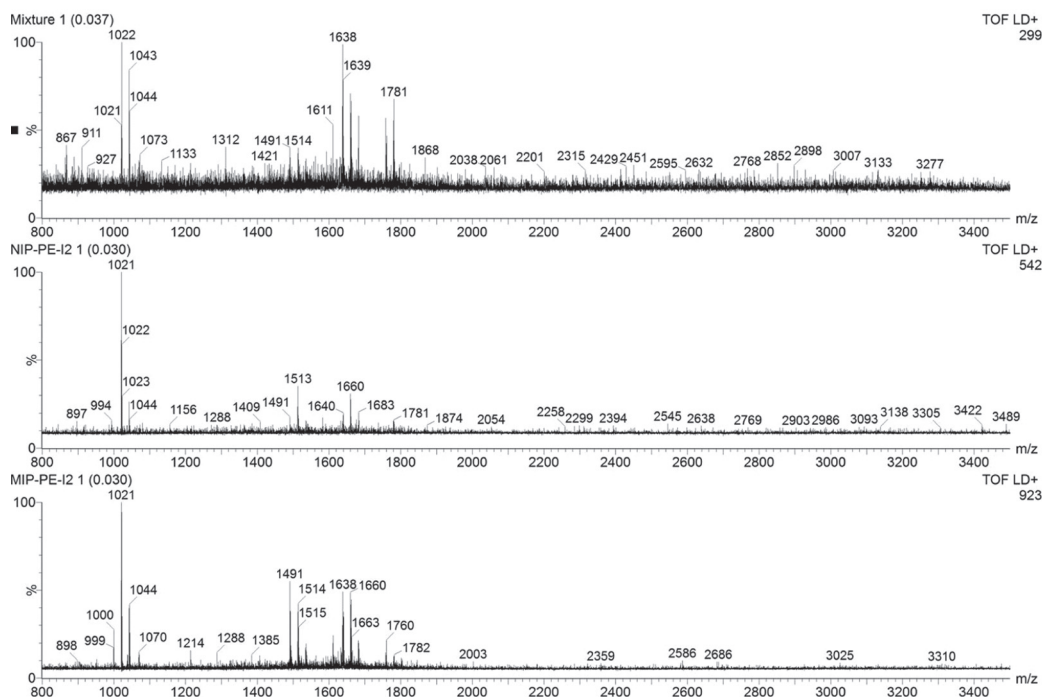 Mixture 1 (0.037) TOF LD+
1022 299
100 1638
1043
1639
1044 1781
1021 1611
%
867 911 1073 1312 1491 1514
927 1133 1421 1868 2038 2061 2201 2315 2429 2451 2595 2632 2768 2852 2898 3007 3133 3277
m/z
800 1000 1200 1400 1600 1800 2000 2200 2400 2600 2800 3000 3200 3400
NIP-PE-I2 1 (0.030) TOF LD+
1021 542
100
1022
%
1023 1513 1660
897 994 1044 1156 1288 1409 1491 1640 1683 1781 1874 2054 2258 2299 2394 2545 2638 2769 2903 2986 3093 3138 3305 3422 3489
0 m/z
800 1000 1200 1400 1600 1800 2000 2200 2400 2600 2800 3000 3200 3400
MIP-PE-I2 1 (0.030) TOF LD+
1021 923
100
1491 1638 1660
%
1044 1514
1000 1515 1663 1760
898 999 1070 1214 1288 1385 1782 2003 2359 2586 2686 3025 3310
0 m/z
800 1000 1200 1400 1600 1800 2000 2200 2400 2600 2800 3000 3200 3400